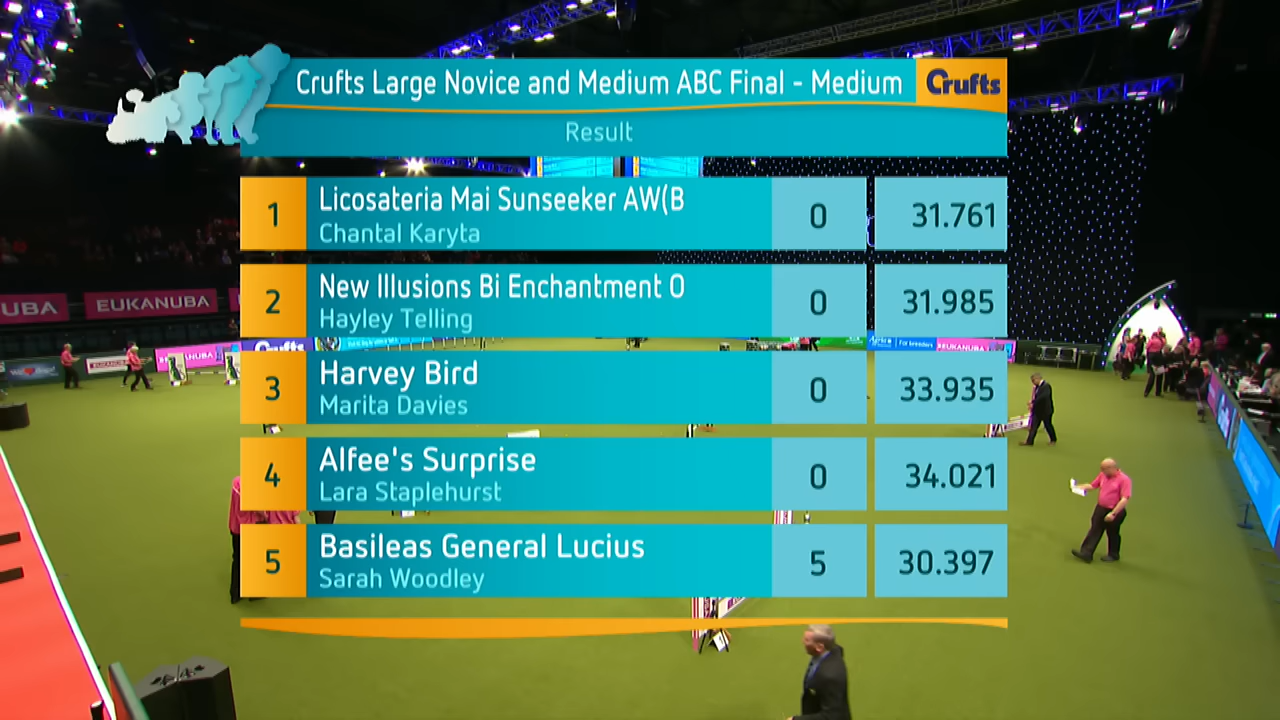 Crufts Large Novice and Medium ABC Final - Medium
Crufts
Result
1
Licosateria Mai Sunseeker AW(B
Chantal Karyta
0
31.761
2
New Illusions Bi Enchantment O
Hayley Telling
0
31.985
3
Harvey Bird
Marita Davies
0
33.935
4
Alfee's Surprise
Lara Staplehurst
0
34.021
5
Basileas General Lucius
Sarah Woodley
5
30.397
UBA
EUKANUBA
Crufts
EUKANUBA